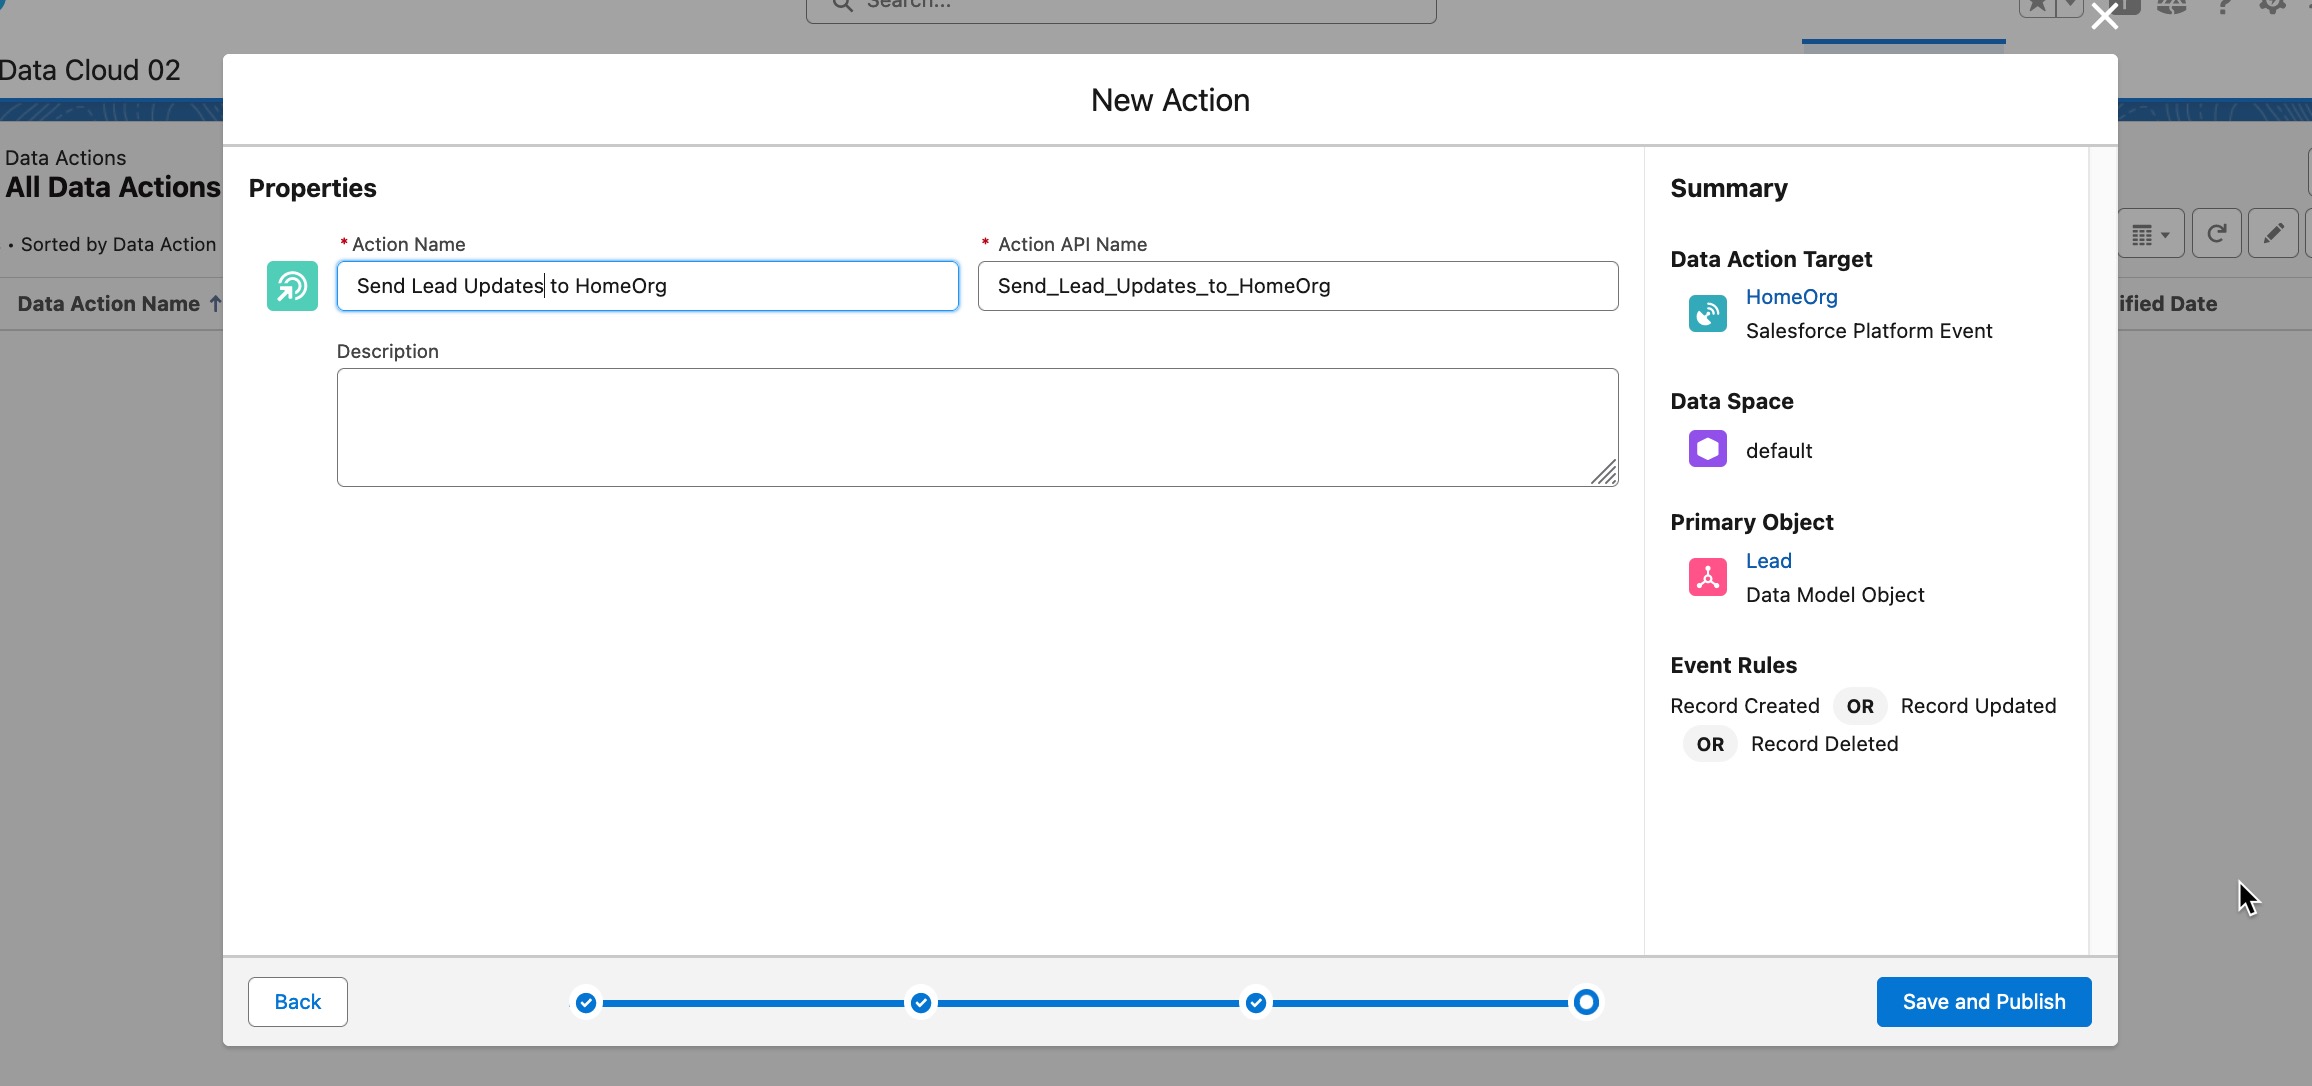 Search...
Data Cloud 02
New Action
Data Actions
All Data Actions
• Sorted by Data Action
Data Action Name ↑
ified Date
Properties
* Action Name
Send Lead Updates to HomeOrg
* Action API Name
Send_Lead_Updates_to_HomeOrg
Description
Summary
Data Action Target
HomeOrg
Salesforce Platform Event
Data Space
default
Primary Object
Lead
Data Model Object
Event Rules
Record Created OR Record Updated
OR Record Deleted
Back
Save and Publish